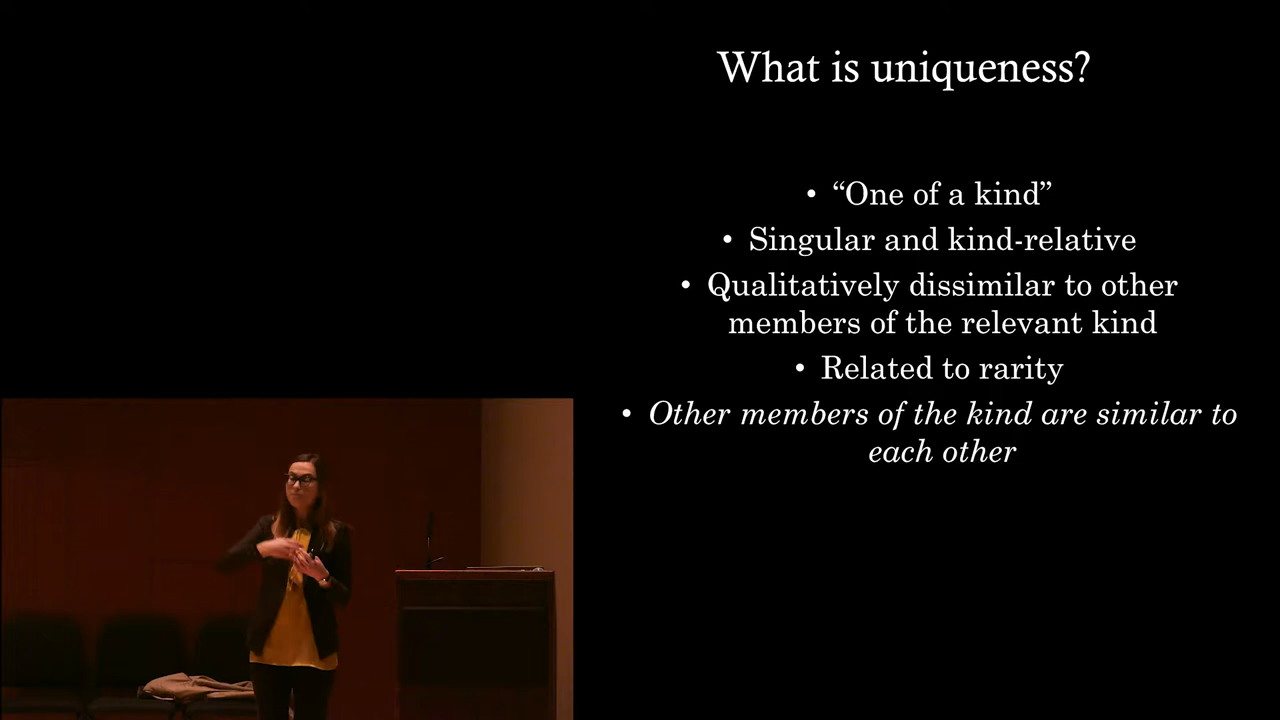 What is uniqueness?
• “One of a kind”
• Singular and kind-relative
• Qualitatively dissimilar to other
members of the relevant kind
• Related to rarity
• Other members of the kind are similar to
each other